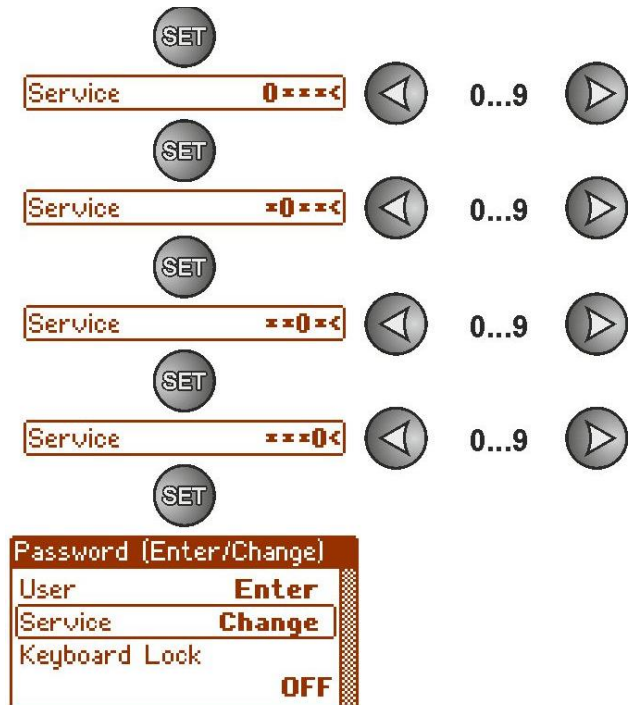 SET
Service 0***< 0...9
SET
Service *0**< 0...9
SET
Service **0*< 0...9
SET
Service ***0< 0...9
SET
Password (Enter/Change)
User Enter
Service Change
Keyboard Lock
OFF